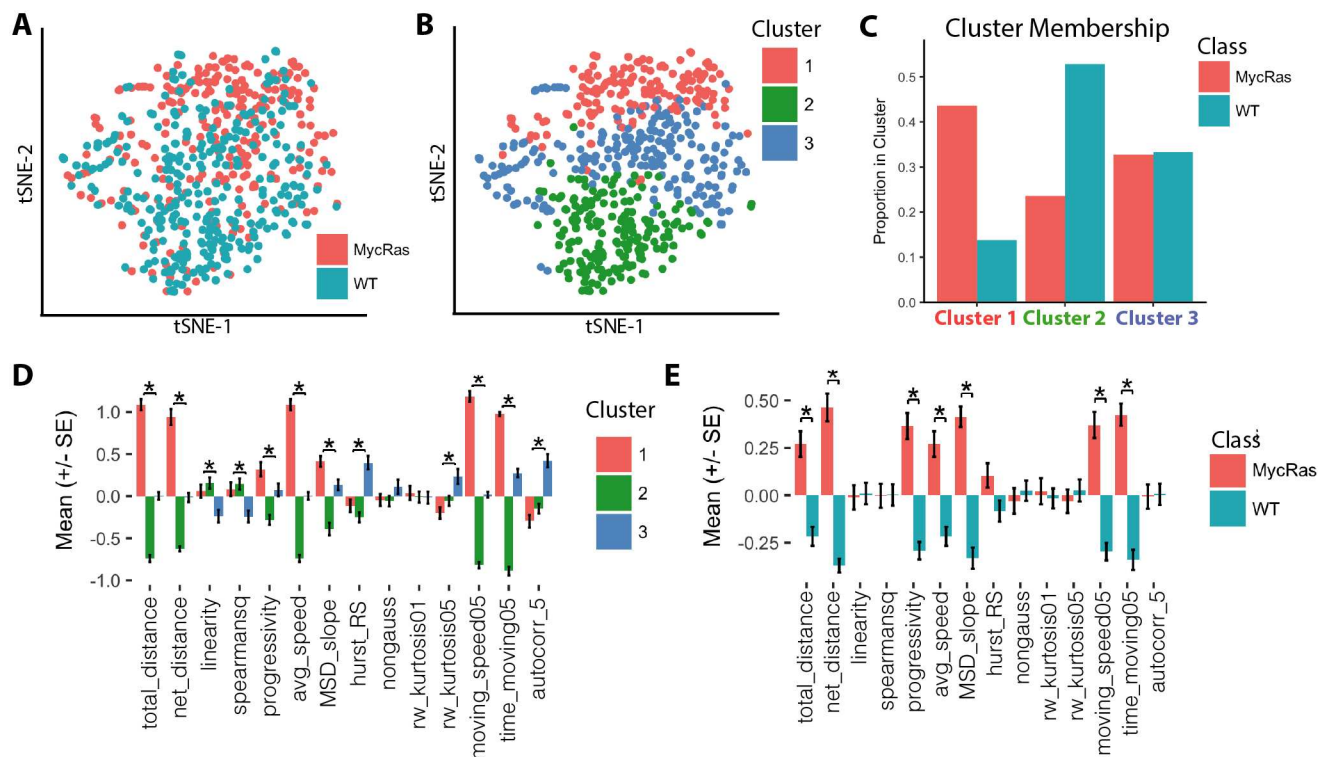 A
tSNE-2
tSNE-1
MycRas
WT
B
tSNE-2
tSNE-1
Cluster
1
2
3
C
Cluster Membership
Proportion in Cluster
0.5
0.4
0.3
0.2
0.1
0.0
Cluster 1 Cluster 2 Cluster 3
Class
MycRas
WT
D
Mean (+/- SE)
1.0
0.5
0.0
-0.5
-1.0
* * * * * * * * * * * *
total_distance
net_distance
linearity
spearmansq
progressivity
avg_speed
MSD_slope
hurst_RS
nongauss
rw_kurtosis01
rw_kurtosis05
moving_speed05
time_moving05
autocorr_5
Cluster
1
2
3
E
Mean (+/- SE)
0.50
0.25
0.00
-0.25
* * * * * * *
total_distance
net_distance
linearity
spearmansq
progressivity
avg_speed
MSD_slope
hurst_RS
nongauss
rw_kurtosis01
rw_kurtosis05
moving_speed05
time_moving05
autocorr_5
Class
MycRas
WT